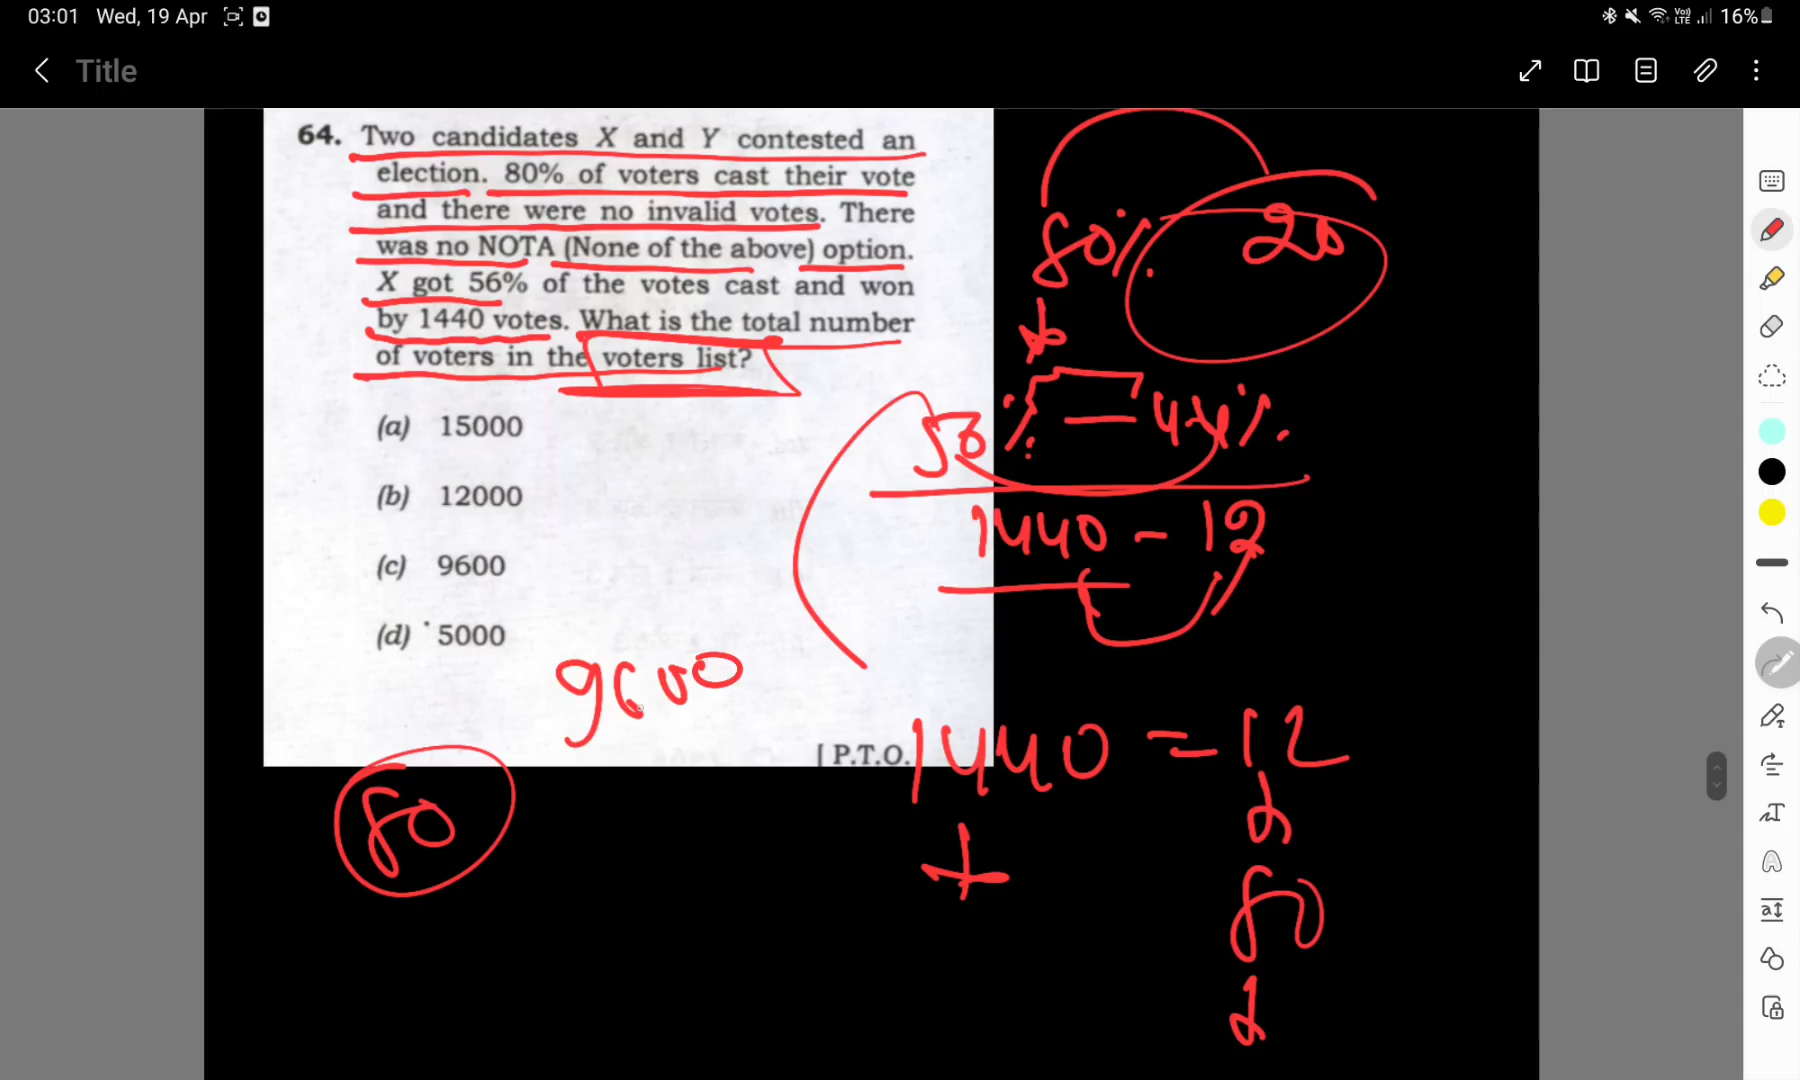 03:01 Wed, 19 Apr
16%
Title
64. Two candidates X and Y contested an
election. 80% of voters cast their vote
and there were no invalid votes. There
was no NOTA (None of the above) option.
X got 56% of the votes cast and won
by 1440 votes. What is the total number
of voters in the voters list?
(a) 15000
(b) 12000
(c) 9600
(d) 5000
[ P.T.O.
80%. 20
56% = 44%.
1440 - 12
9600
1440 = 12
80
80